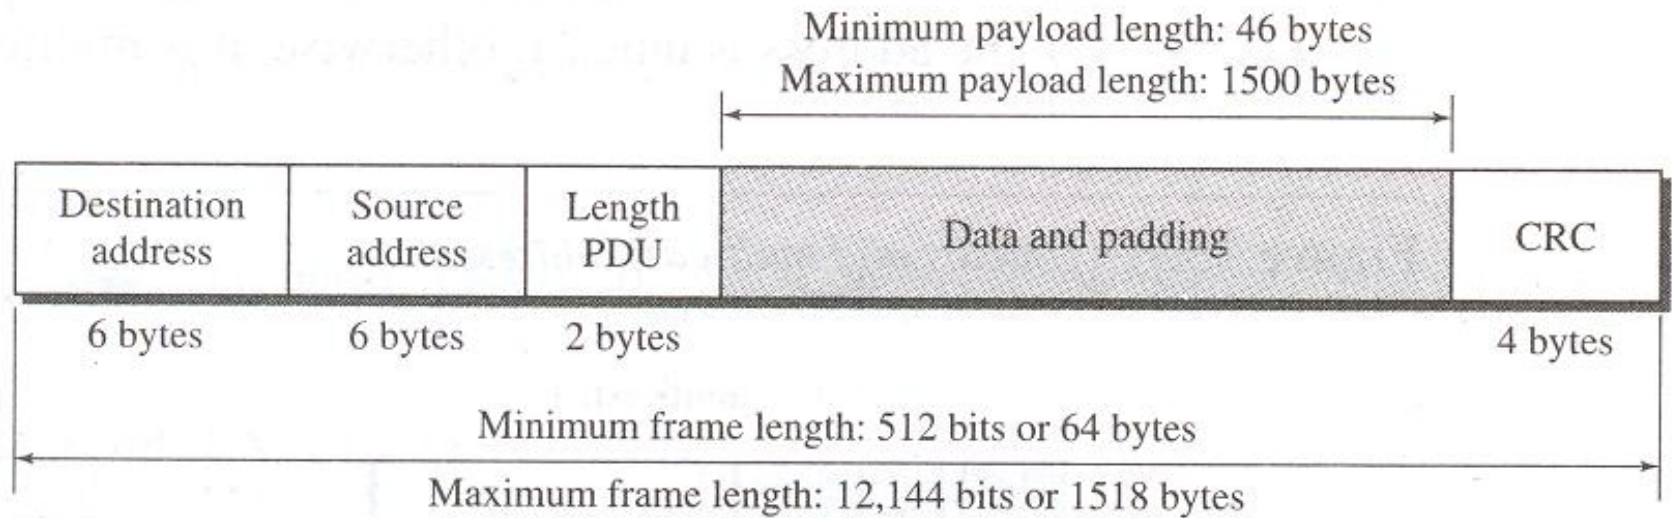 Minimum payload length: 46 bytes
Maximum payload length: 1500 bytes
Destination
address
Source
address
Length
PDU
Data and padding
CRC
6 bytes
6 bytes
2 bytes
4 bytes
Minimum frame length: 512 bits or 64 bytes
Maximum frame length: 12,144 bits or 1518 bytes